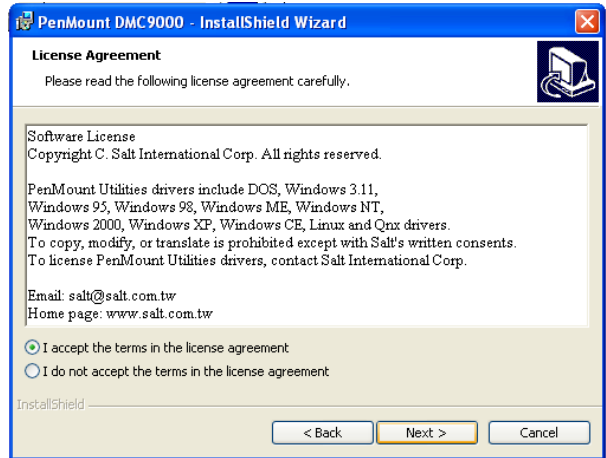 PenMount DMC9000 - InstallShield Wizard
License Agreement
Please read the following license agreement carefully.
Software License
Copyright C. Salt International Corp. All rights reserved.
PenMount Utilities drivers include DOS, Windows 3.11,
Windows 95, Windows 98, Windows ME, Windows NT,
Windows 2000, Windows XP, Windows CE, Linux and Qnx drivers.
To copy, modify, or translate is prohibited except with Salt's written consents.
To license PenMount Utilities drivers, contact Salt International Corp.
Email: salt@salt.com.tw
Home page: www.salt.com.tw
I accept the terms in the license agreement
I do not accept the terms in the license agreement
InstallShield
< Back Next > Cancel